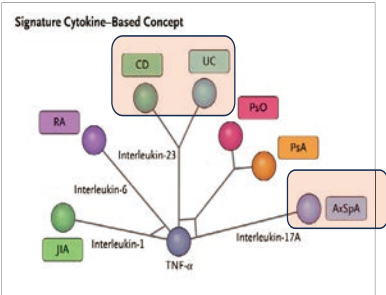 Signature Cytokine–Based Concept
CD
UC
RA
PsO
PsA
Interleukin-23
Interleukin-6
AxSpA
JIA
Interleukin-1
Interleukin-17A
TNF-α